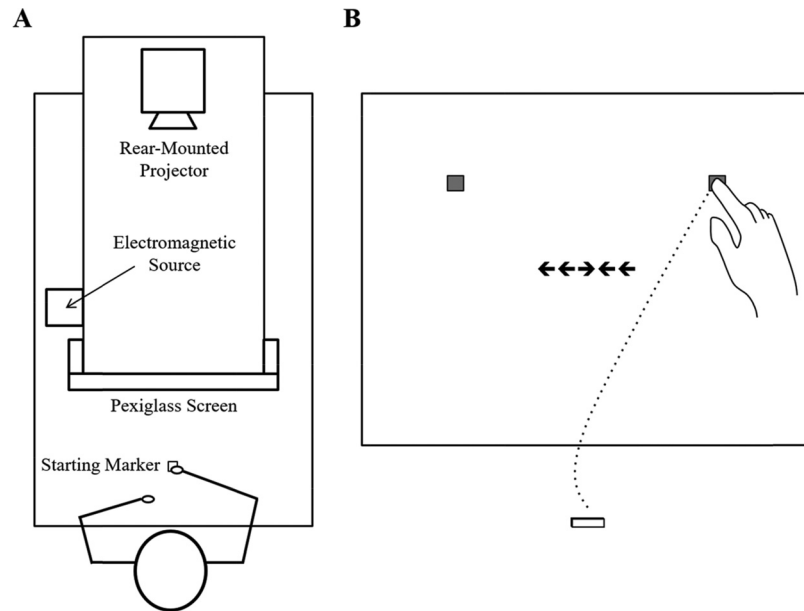 A
B
Rear-Mounted
Projector
Electromagnetic
Source
Pexiglass Screen
Starting Marker